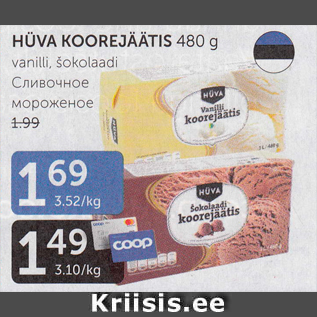 HÜVA KOOREJÄÄTIS 480 g
vanilli, šokolaadi
Сливочное
мороженое
1.99
HÜVA
Vanilli
koorejäätis
1 69
3.52/kg
HÜVA
Šokolaadi
koorejäätis
1 49
3.10/kg
coop
Kriisis.ee